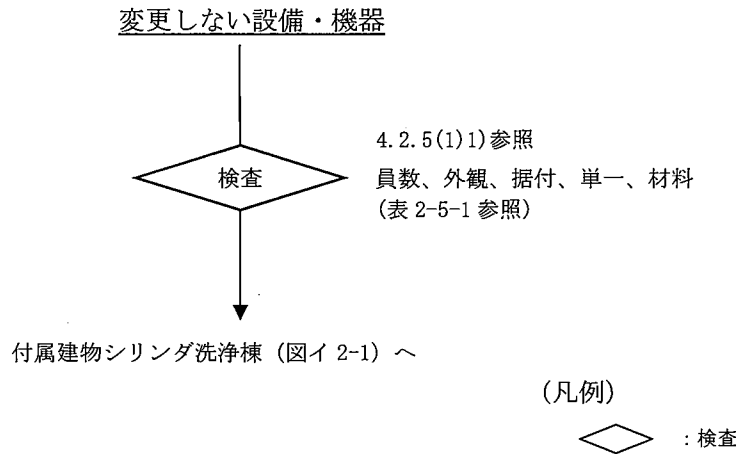 変更しない設備・機器
4.2.5(1)1)参照
検査
員数、外観、据付、単一、材料
(表 2-5-1 参照)
付属建物シリンダ洗浄棟（図イ 2-1）へ
(凡例)
：検査